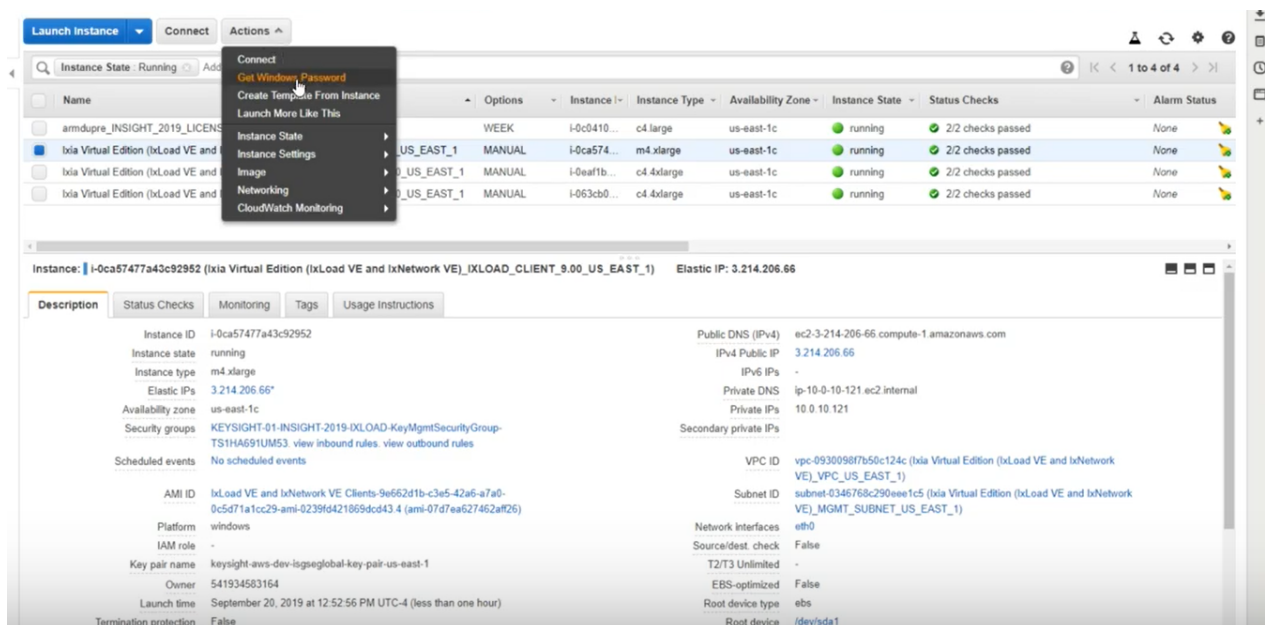 Launch Instance Connect Actions
Instance State : Running Add
1 to 4 of 4
Connect
Get Windows Password
Create Template From Instance
Launch More Like This
Instance State
Instance Settings
Image
Networking
CloudWatch Monitoring
Name Options Instance I Instance Type Availability Zone Instance State Status Checks Alarm Status
armdupre_INSIGHT_2019_LICENS WEEK i-0c0410... c4.large us-east-1c running 2/2 checks passed None
Ixia Virtual Edition (IxLoad VE and I _US_EAST_1 MANUAL i-0ca574... m4.xlarge us-east-1c running 2/2 checks passed None
Ixia Virtual Edition (IxLoad VE and I 0_US_EAST_1 MANUAL i-0eaf1b... c4.4xlarge us-east-1c running 2/2 checks passed None
Ixia Virtual Edition (IxLoad VE and I 0_US_EAST_1 MANUAL i-063cb0... c4.4xlarge us-east-1c running 2/2 checks passed None
Instance: i-0ca57477a43c92952 (Ixia Virtual Edition (IxLoad VE and IxNetwork VE)_IXLOAD_CLIENT_9.00_US_EAST_1) Elastic IP: 3.214.206.66
Description Status Checks Monitoring Tags Usage Instructions
Instance ID i-0ca57477a43c92952
Instance state running
Instance type m4.xlarge
Elastic IPs 3.214.206.66*
Availability zone us-east-1c
Security groups KEYSIGHT-01-INSIGHT-2019-IXLOAD-KeyMgmtSecurityGroup-
TS1HA691UM53. view inbound rules. view outbound rules
Scheduled events No scheduled events
AMI ID IxLoad VE and IxNetwork VE Clients-9e662d1b-c3e5-42a6-a7a0-
0c5d71a1cc29-ami-0239fd421869dcd43.4 (ami-07d7ea627462aff26)
Platform windows
IAM role -
Key pair name keysight-aws-dev-isgseglobal-key-pair-us-east-1
Owner 541934583164
Launch time September 20, 2019 at 12:52:56 PM UTC-4 (less than one hour)
Termination protection False
Public DNS (IPv4) ec2-3-214-206-66.compute-1.amazonaws.com
IPv4 Public IP 3.214.206.66
IPv6 IPs -
Private DNS ip-10-0-10-121.ec2.internal
Private IPs 10.0.10.121
Secondary private IPs
VPC ID vpc-0930098f7b50c124c (Ixia Virtual Edition (IxLoad VE and IxNetwork
VE)_VPC_US_EAST_1)
Subnet ID subnet-0346768c290eee1c5 (Ixia Virtual Edition (IxLoad VE and IxNetwork
VE)_MGMT_SUBNET_US_EAST_1)
Network interfaces eth0
Source/dest. check False
T2/T3 Unlimited -
EBS-optimized False
Root device type ebs
Root device /dev/sda1